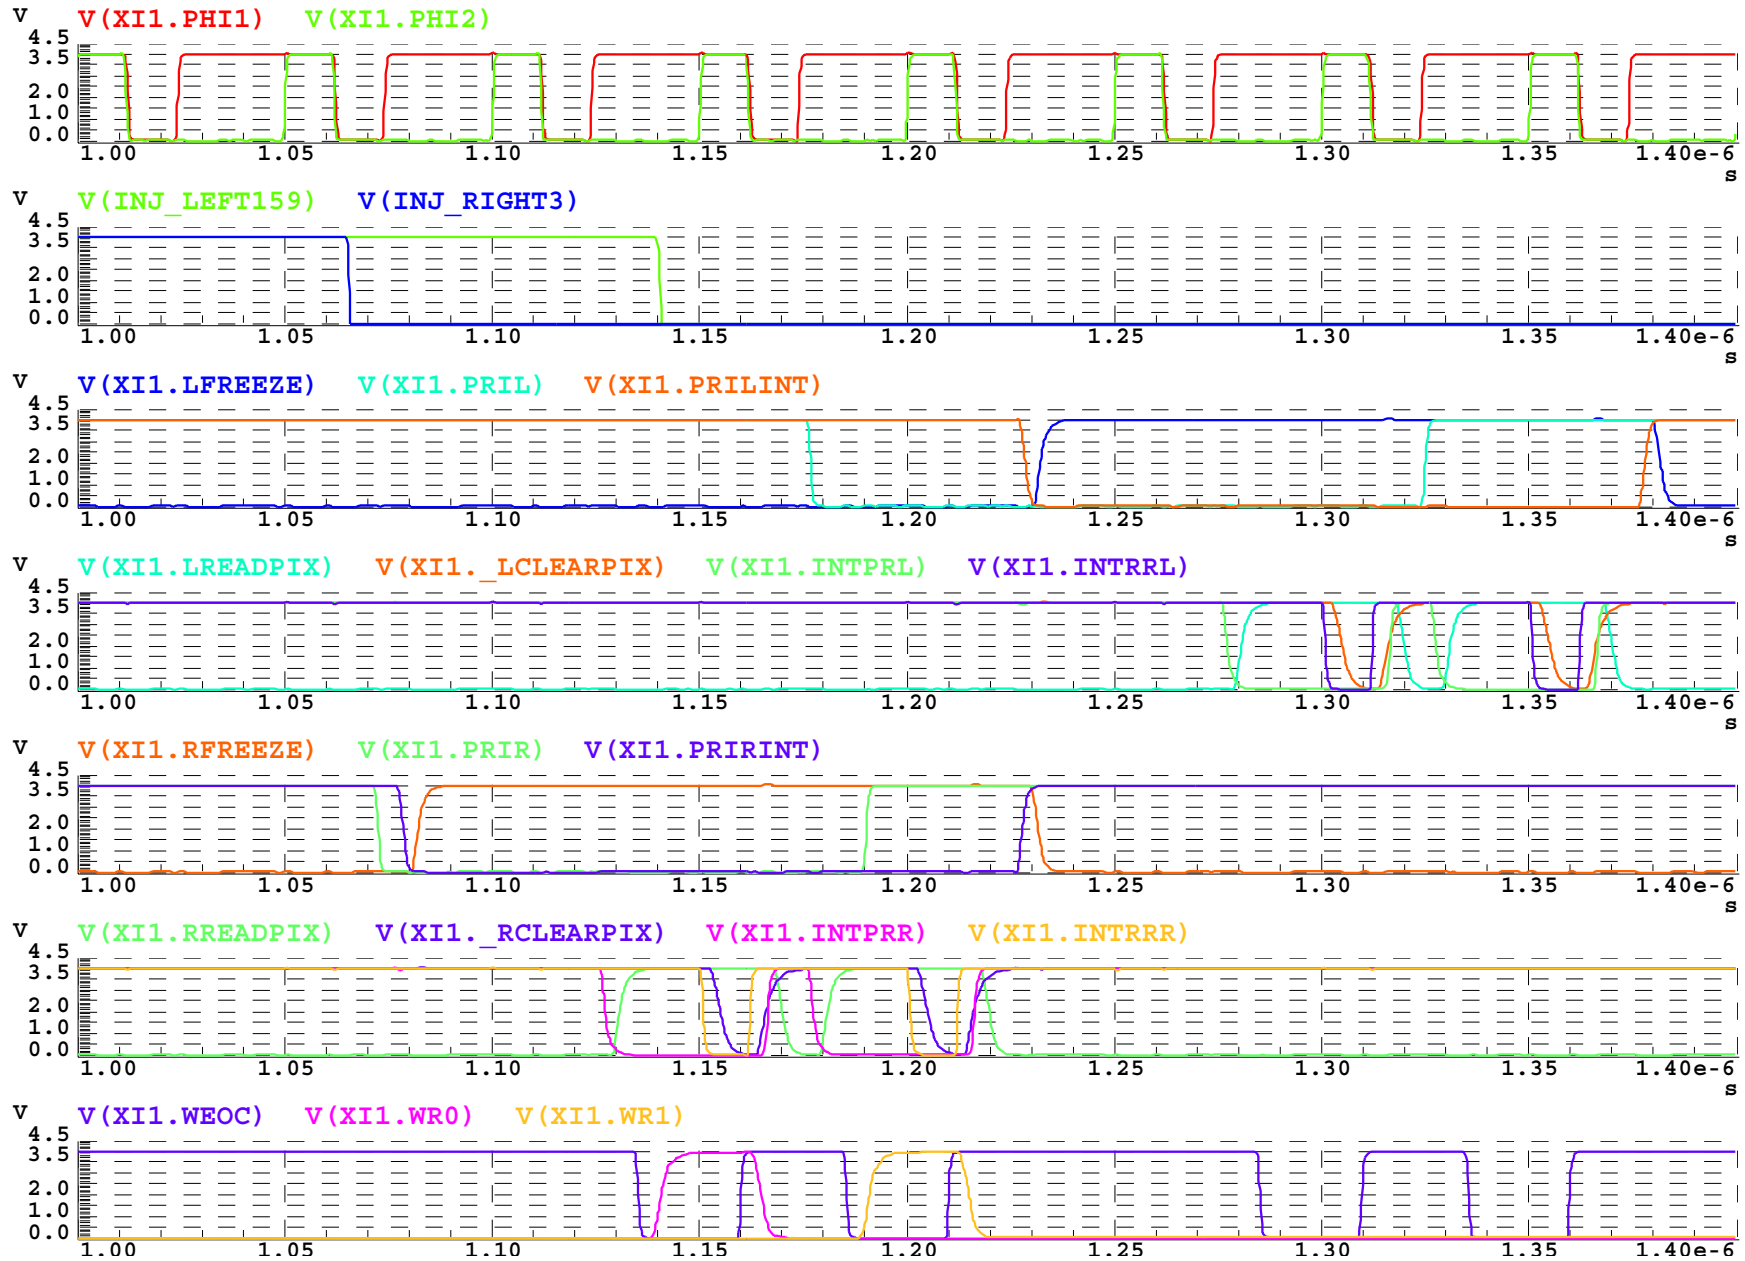 V V(XI1.PHI1) V(XI1.PHI2)
4.5
3.5
2.0
1.0
0.0
1.00 1.05 1.10 1.15 1.20 1.25 1.30 1.35 1.40e-6
s
V V(INJ_LEFT159) V(INJ_RIGHT3)
4.5
3.5
2.0
1.0
0.0
1.00 1.05 1.10 1.15 1.20 1.25 1.30 1.35 1.40e-6
s
V V(XI1.LFREEZE) V(XI1.PRIL) V(XI1.PRILINT)
4.5
3.5
2.0
1.0
0.0
1.00 1.05 1.10 1.15 1.20 1.25 1.30 1.35 1.40e-6
s
V V(XI1.LREADPIX) V(XI1._LCLEARPIX) V(XI1.INTPRL) V(XI1.INTRRL)
4.5
3.5
2.0
1.0
0.0
1.00 1.05 1.10 1.15 1.20 1.25 1.30 1.35 1.40e-6
s
V V(XI1.RFREEZE) V(XI1.PRIR) V(XI1.PRIRINT)
4.5
3.5
2.0
1.0
0.0
1.00 1.05 1.10 1.15 1.20 1.25 1.30 1.35 1.40e-6
s
V V(XI1.RREADPIX) V(XI1._RCLEARPIX) V(XI1.INTPRR) V(XI1.INTRRR)
4.5
3.5
2.0
1.0
0.0
1.00 1.05 1.10 1.15 1.20 1.25 1.30 1.35 1.40e-6
s
V V(XI1.WEOC) V(XI1.WR0) V(XI1.WR1)
4.5
3.5
2.0
1.0
0.0
1.00 1.05 1.10 1.15 1.20 1.25 1.30 1.35 1.40e-6